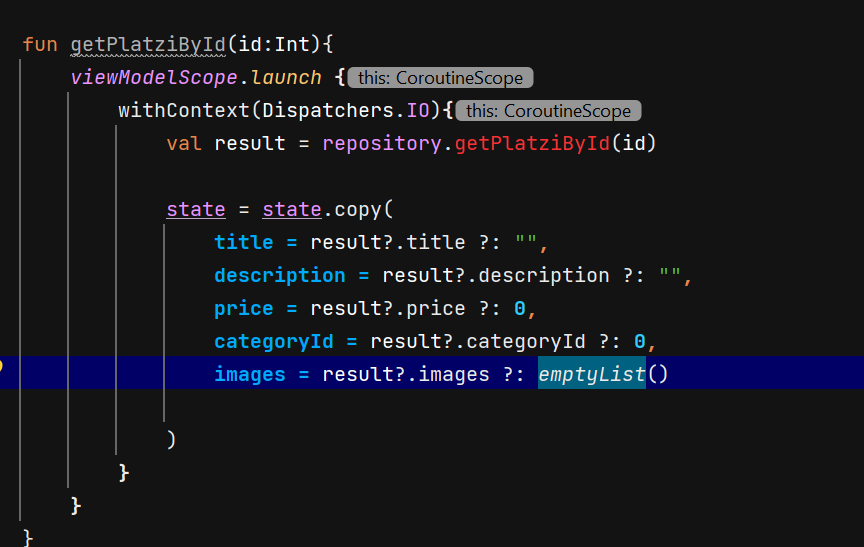 fun getPlatziById(id:Int){
viewModelScope.launch { this: CoroutineScope
withContext(Dispatchers.IO){ this: CoroutineScope
val result = repository.getPlatziById(id)
state = state.copy(
title = result?.title ?: "",
description = result?.description ?: "",
price = result?.price ?: 0,
categoryId = result?.categoryId ?: 0,
images = result?.images ?: emptyList()
)
}
}
}